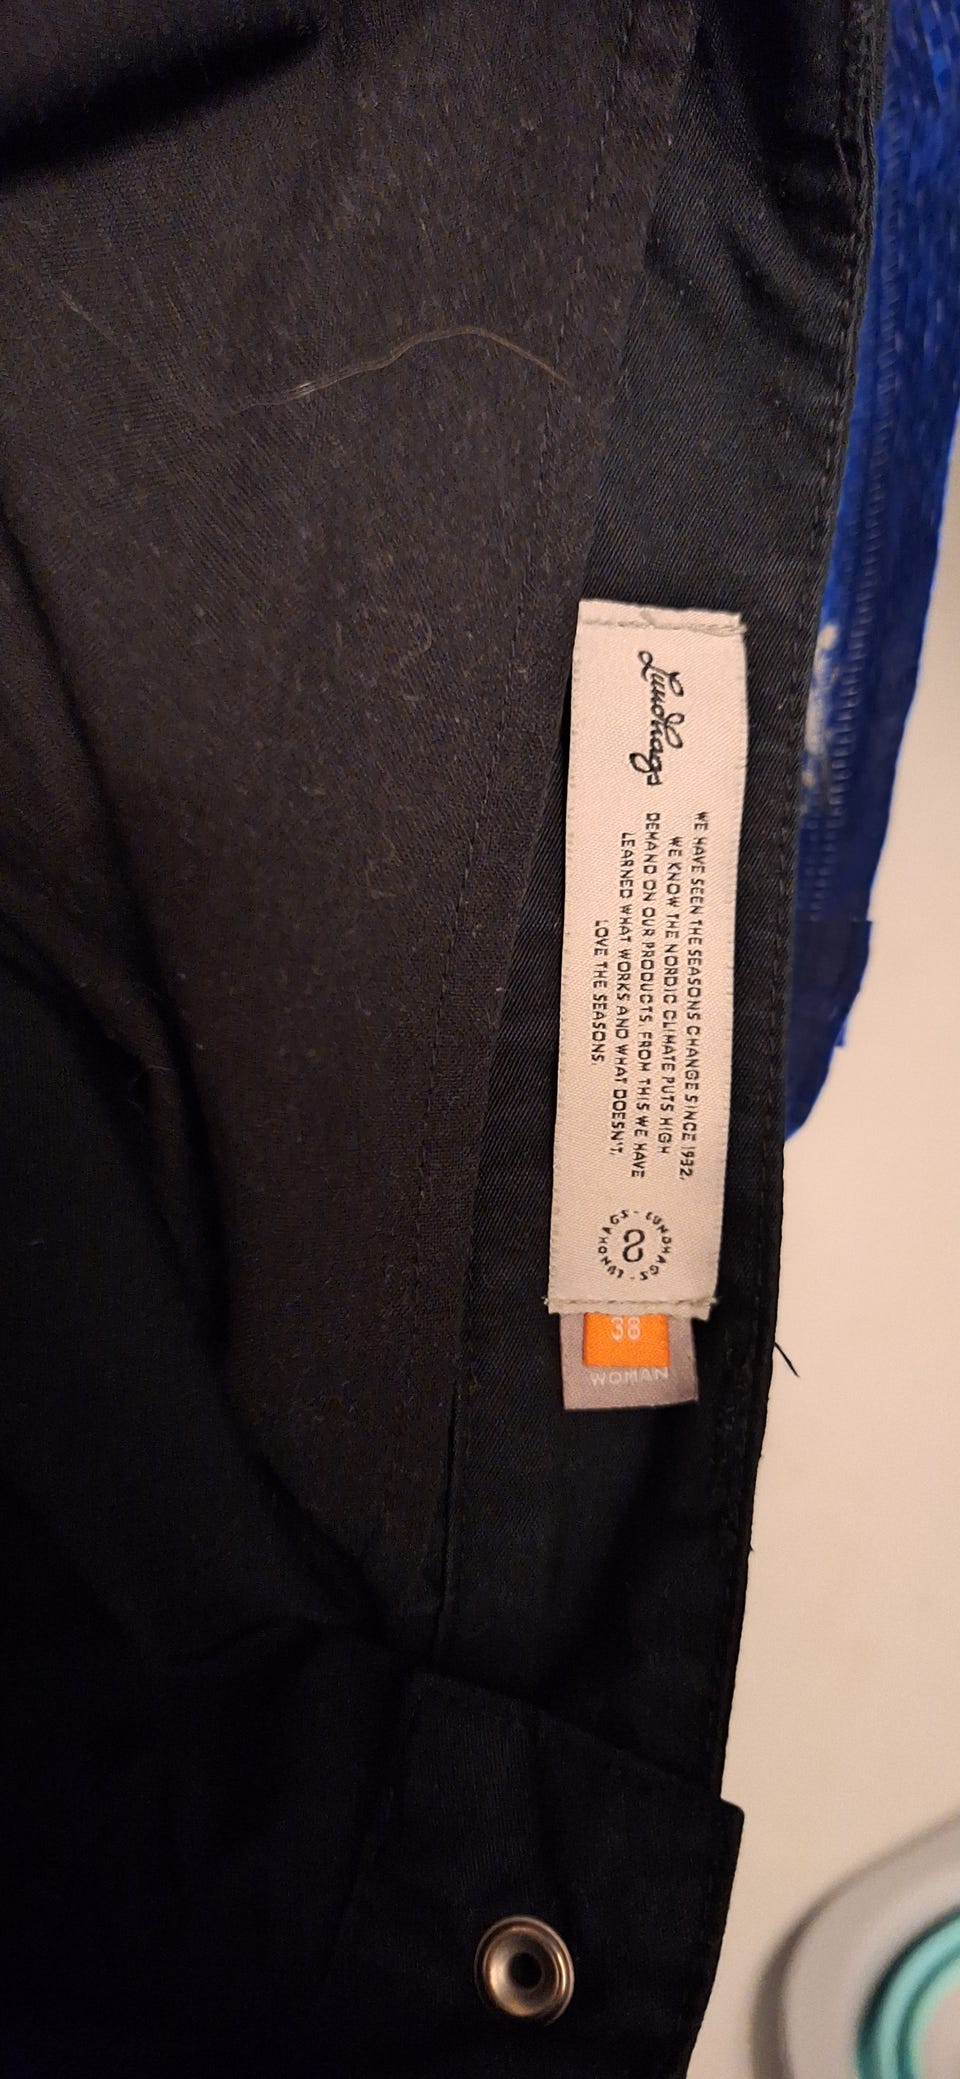 Lundhags
WE HAVE SEEN THE SEASONS CHANGE SINCE 1932.
WE KNOW THE NORDIC CLIMATE PUTS HIGH
DEMAND ON OUR PRODUCTS. FROM THIS WE HAVE
LEARNED WHAT WORKS AND WHAT DOESN'T.
LOVE THE SEASONS.
LUNDHAGS · LUNDHAGS ·
38
WOMAN